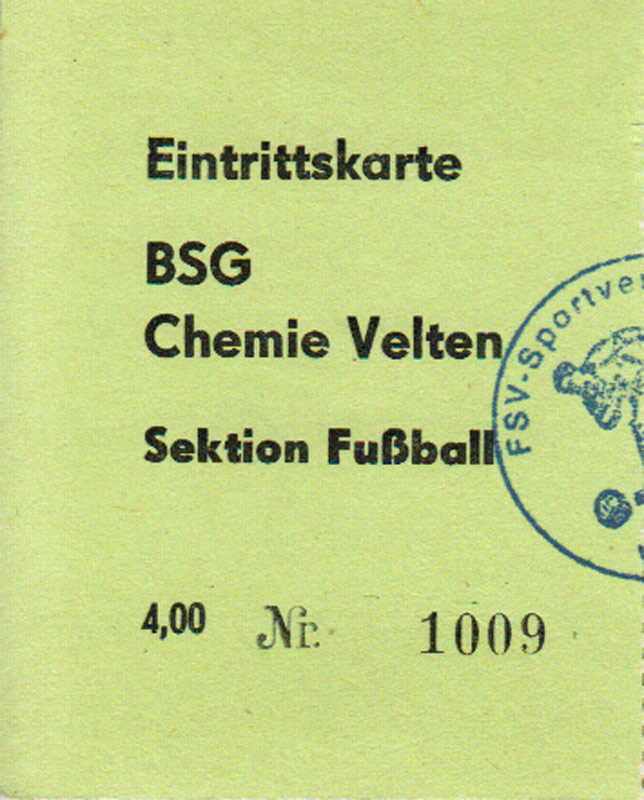 Eintrittskarte
BSG
Chemie Velten
Sektion Fußball
FSV-Sportver
4,00 Nr. 1009